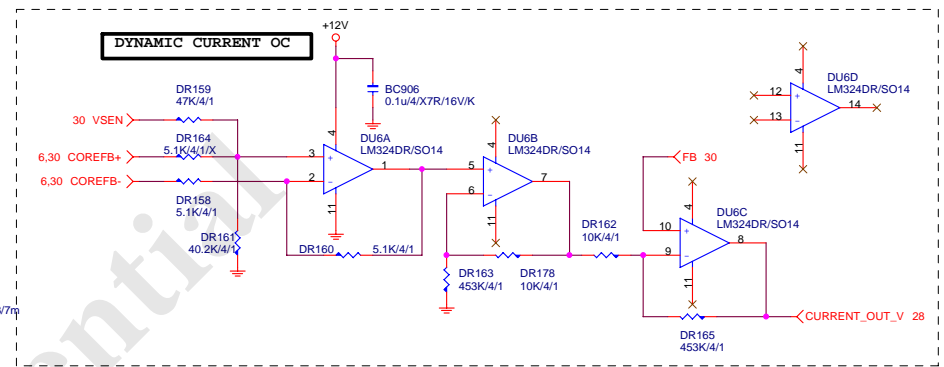 +12V
DYNAMIC CURRENT OC
DR159
47K/4/1
30 VSEN
DR164
5.1K/4/1/X
6,30 COREFB+
6,30 COREFB-
DR158
5.1K/4/1
DR161
40.2K/4/1
BC906
0.1u/4/X7R/16V/K
DU6A
LM324DR/SO14
4
3
+
1
2
-
11
DR160
5.1K/4/1
DU6B
LM324DR/SO14
4
5
+
7
6
-
11
DR163
453K/4/1
DR178
10K/4/1
DR162
10K/4/1
FB 30
DU6C
LM324DR/SO14
4
10
+
8
9
-
11
DR165
453K/4/1
CURRENT_OUT_V 28
DU6D
LM324DR/SO14
4
12
+
14
13
-
11
/7m
ential